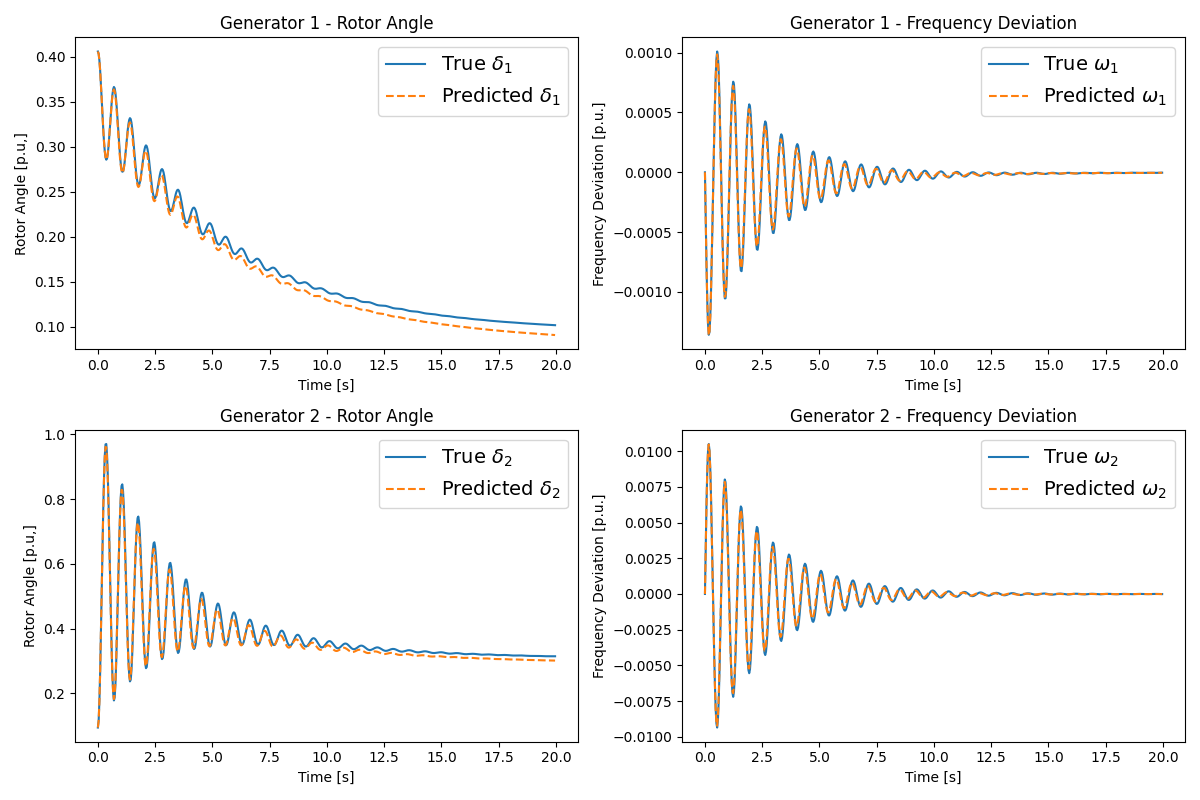 Generator 1 - Rotor Angle
True δ₁
Predicted δ₁
Rotor Angle [p.u,]
0.40
0.35
0.30
0.25
0.20
0.15
0.10
0.0 2.5 5.0 7.5 10.0 12.5 15.0 17.5 20.0
Time [s]
Generator 1 - Frequency Deviation
True ω₁
Predicted ω₁
Frequency Deviation [p.u.]
0.0010
0.0005
0.0000
−0.0005
−0.0010
0.0 2.5 5.0 7.5 10.0 12.5 15.0 17.5 20.0
Time [s]
Generator 2 - Rotor Angle
True δ₂
Predicted δ₂
Rotor Angle [p.u,]
1.0
0.8
0.6
0.4
0.2
0.0 2.5 5.0 7.5 10.0 12.5 15.0 17.5 20.0
Time [s]
Generator 2 - Frequency Deviation
True ω₂
Predicted ω₂
Frequency Deviation [p.u.]
0.0100
0.0075
0.0050
0.0025
0.0000
−0.0025
−0.0050
−0.0075
−0.0100
0.0 2.5 5.0 7.5 10.0 12.5 15.0 17.5 20.0
Time [s]